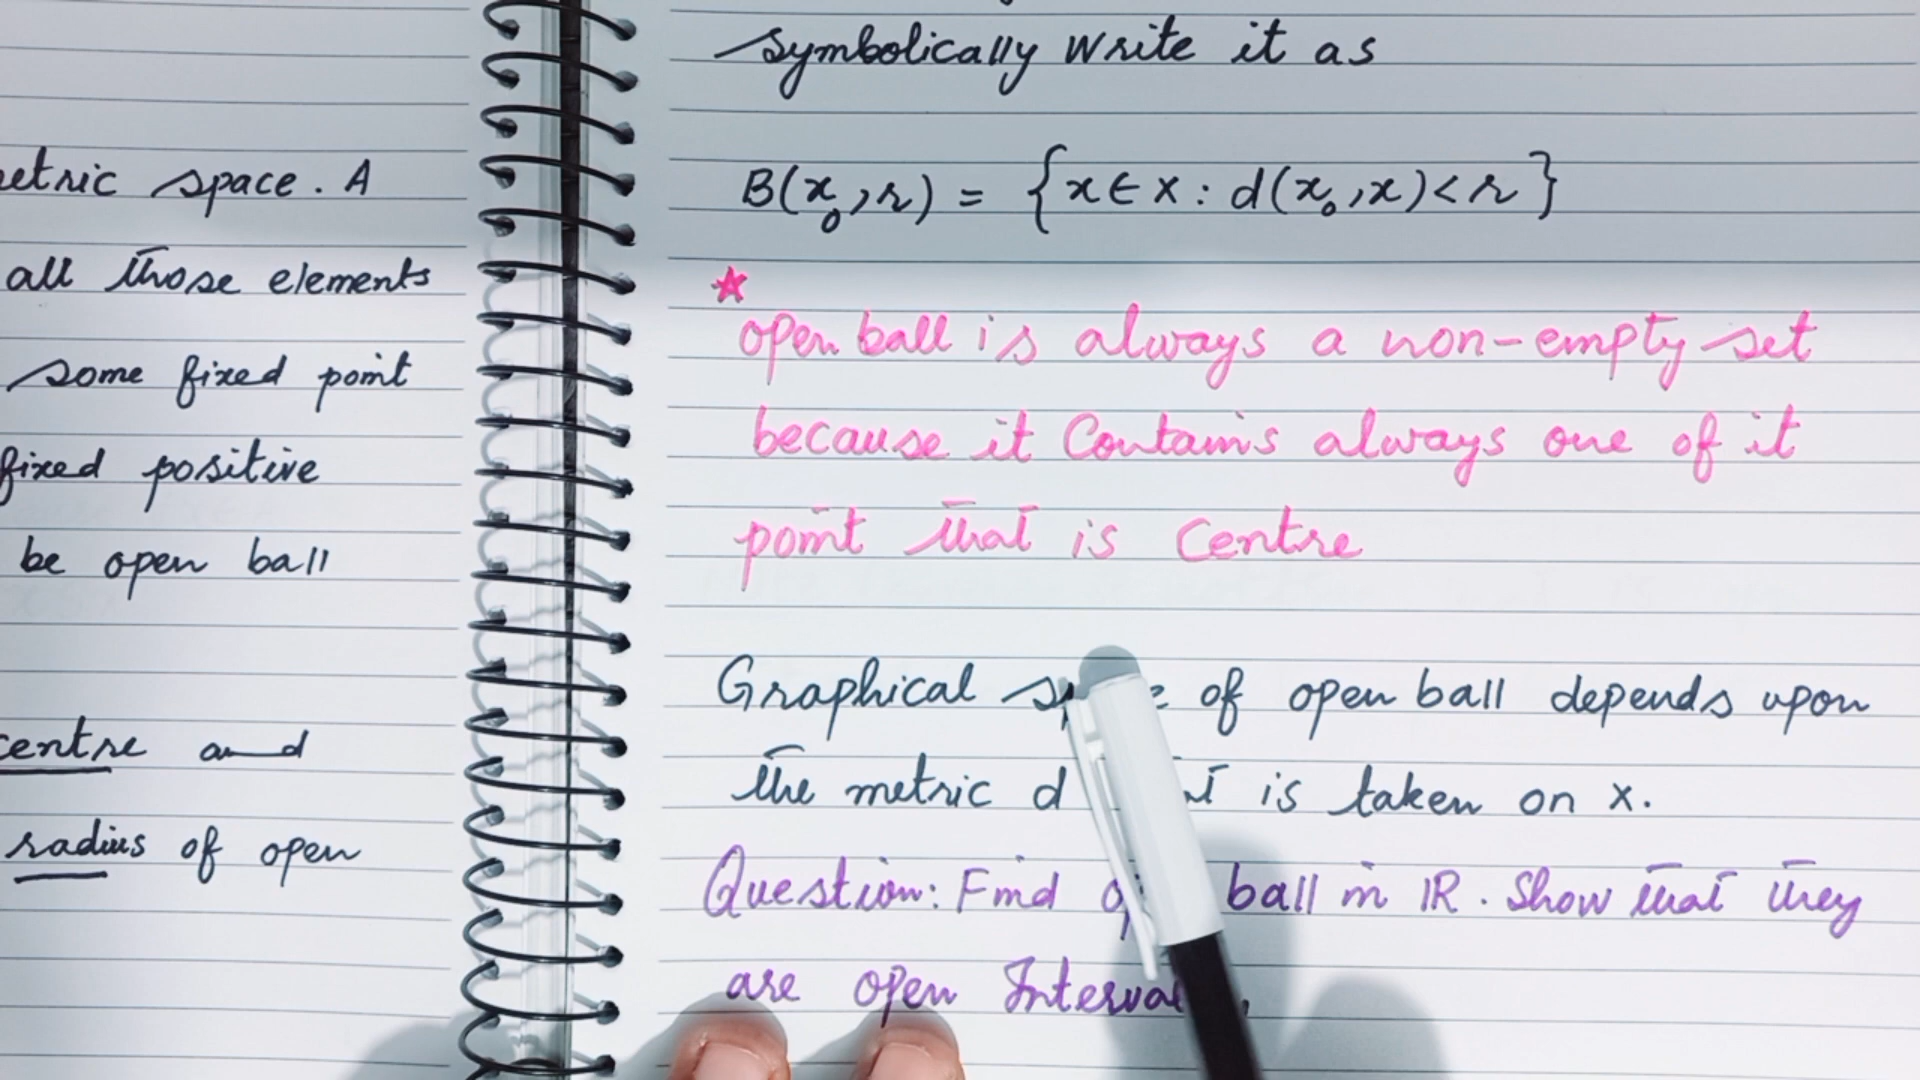 etric space. A
all those elements
some fixed point
fixed positive
be open ball
centre and
radius of open
symbolically write it as
B(x₀,r) = {x∈X : d(x₀,x)<r}
open ball is always a non-empty set
because it Contains always one of it
point that is Centre
Graphical of open ball depends upon
the metric d is taken on X.
Question: Find ball in IR. Show that they
are open